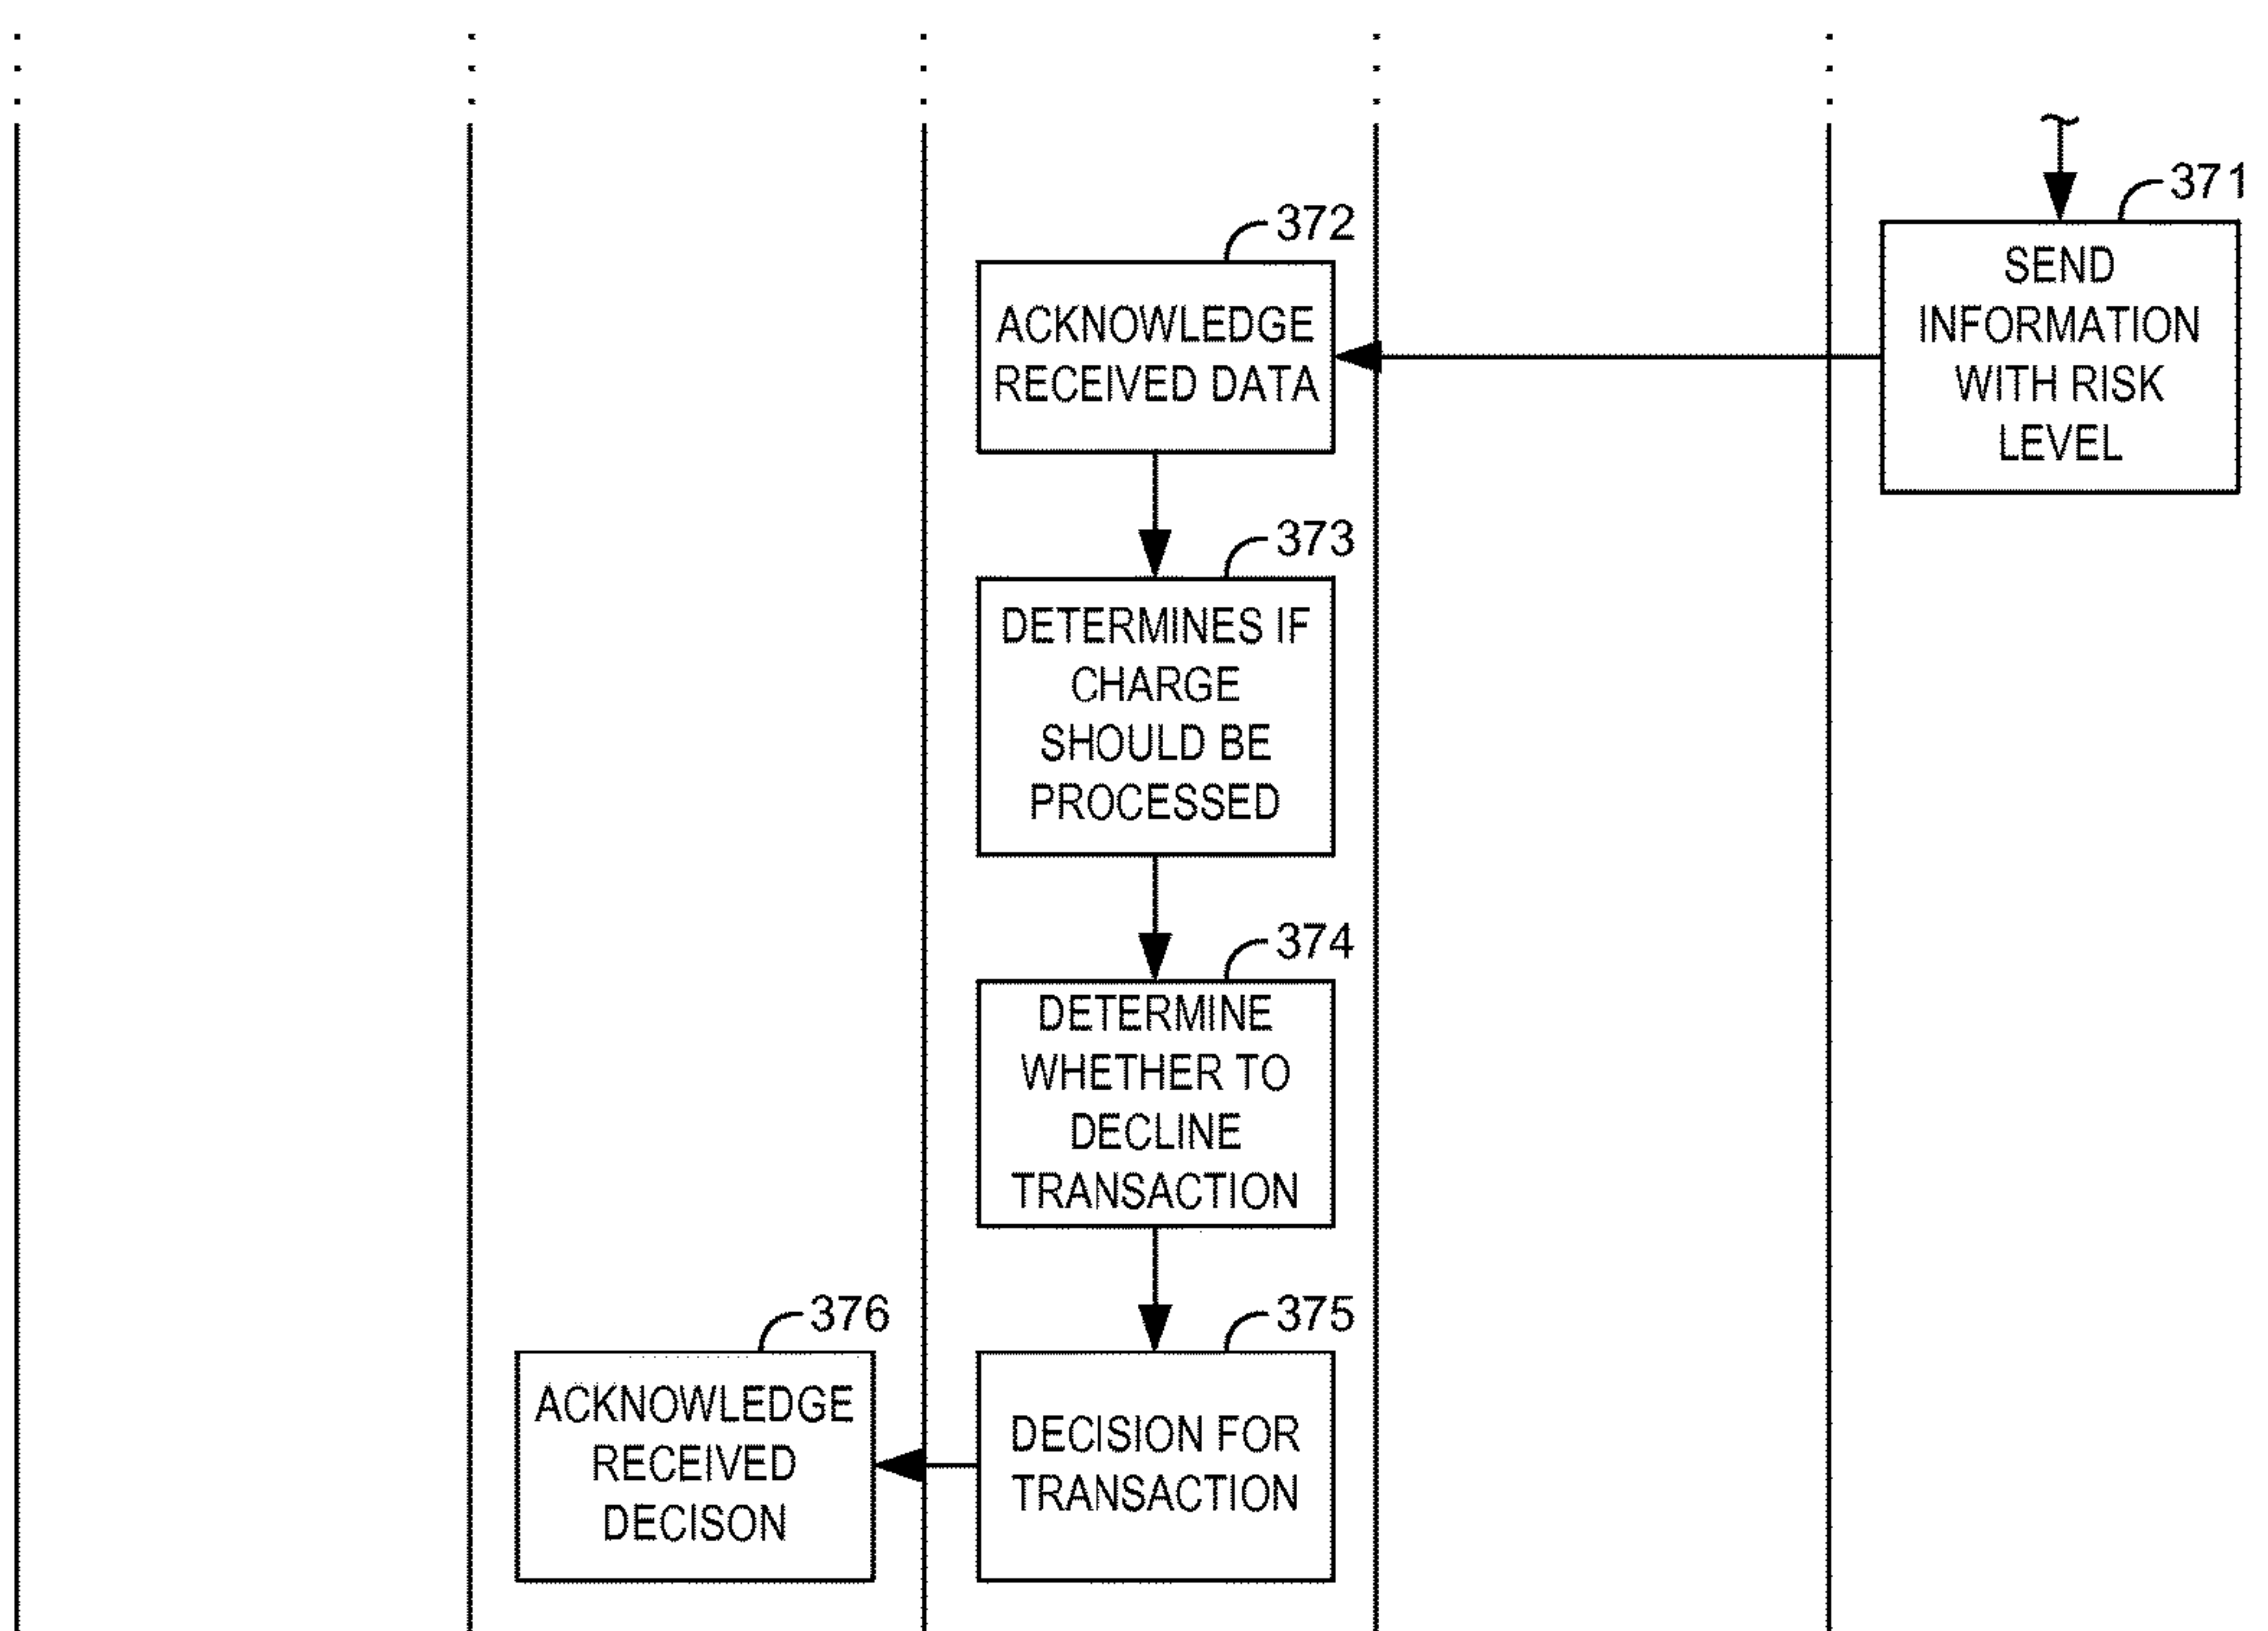 371
SEND
INFORMATION
WITH RISK
LEVEL
372
ACKNOWLEDGE
RECEIVED DATA
373
DETERMINES IF
CHARGE
SHOULD BE
PROCESSED
374
DETERMINE
WHETHER TO
DECLINE
TRANSACTION
375
DECISION FOR
TRANSACTION
376
ACKNOWLEDGE
RECEIVED
DECISON